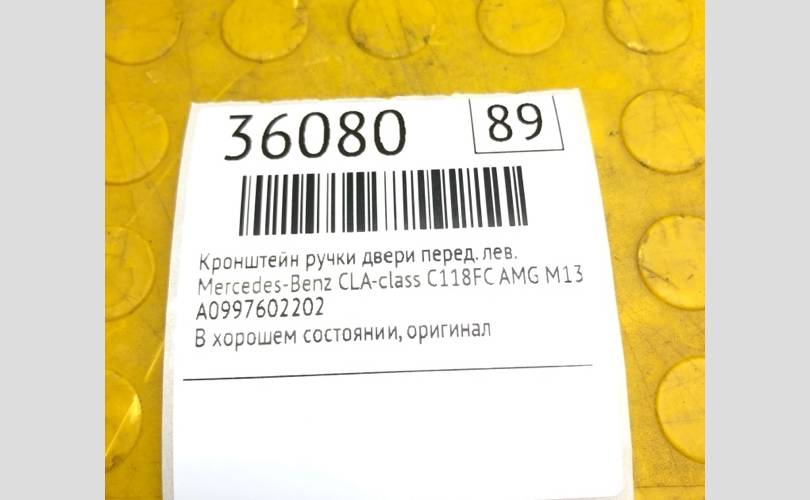 36080 89
Кронштейн ручки двери перед. лев.
Mercedes-Benz CLA-class C118FC AMG M13
A0997602202
В хорошем состоянии, оригинал